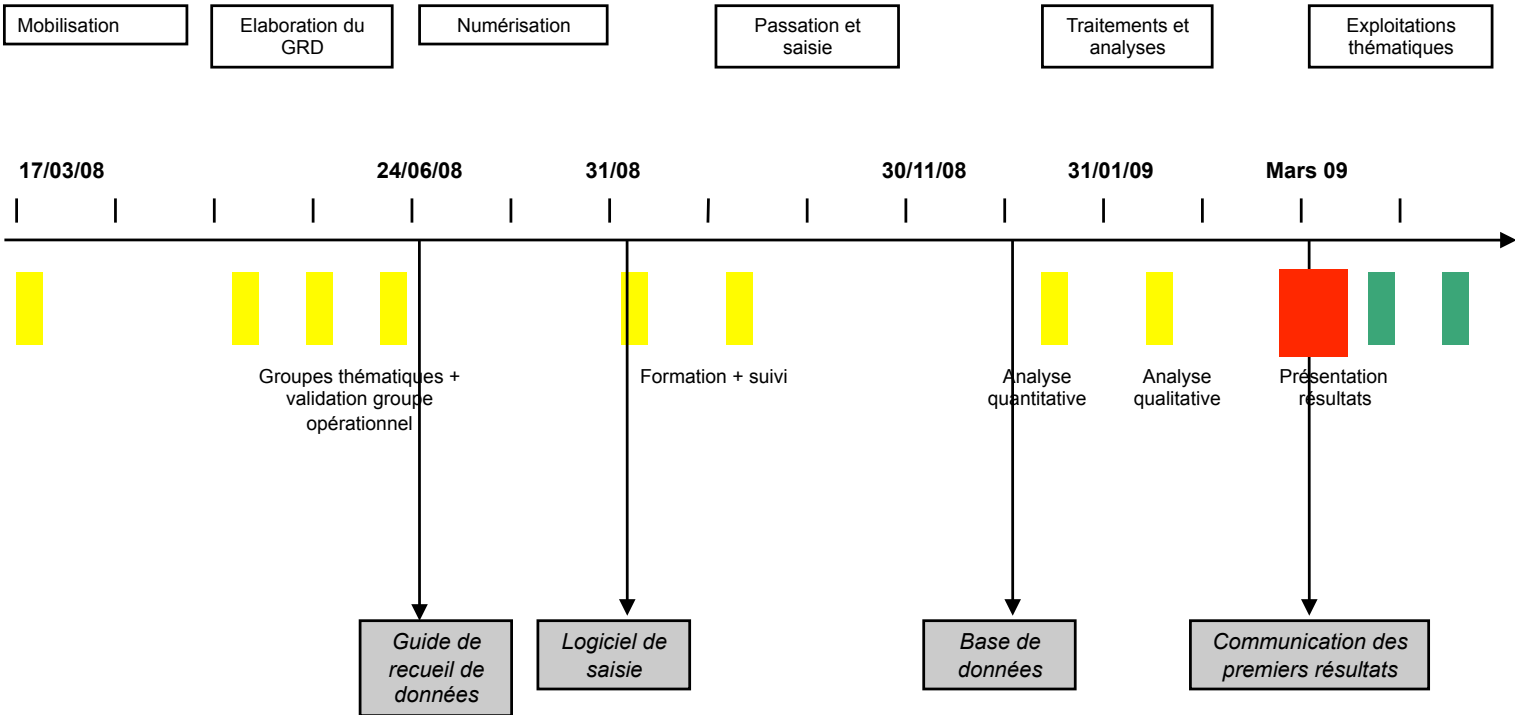 Mobilisation
Elaboration du
GRD
Numérisation
Passation et
saisie
Traitements et
analyses
Exploitations
thématiques
17/03/08
24/06/08
31/08
30/11/08
31/01/09
Mars 09
Groupes thématiques +
validation groupe
opérationnel
Formation + suivi
Analyse
quantitative
Analyse
qualitative
Présentation
résultats
Guide de
recueil de
données
Logiciel de
saisie
Base de
données
Communication des
premiers résultats